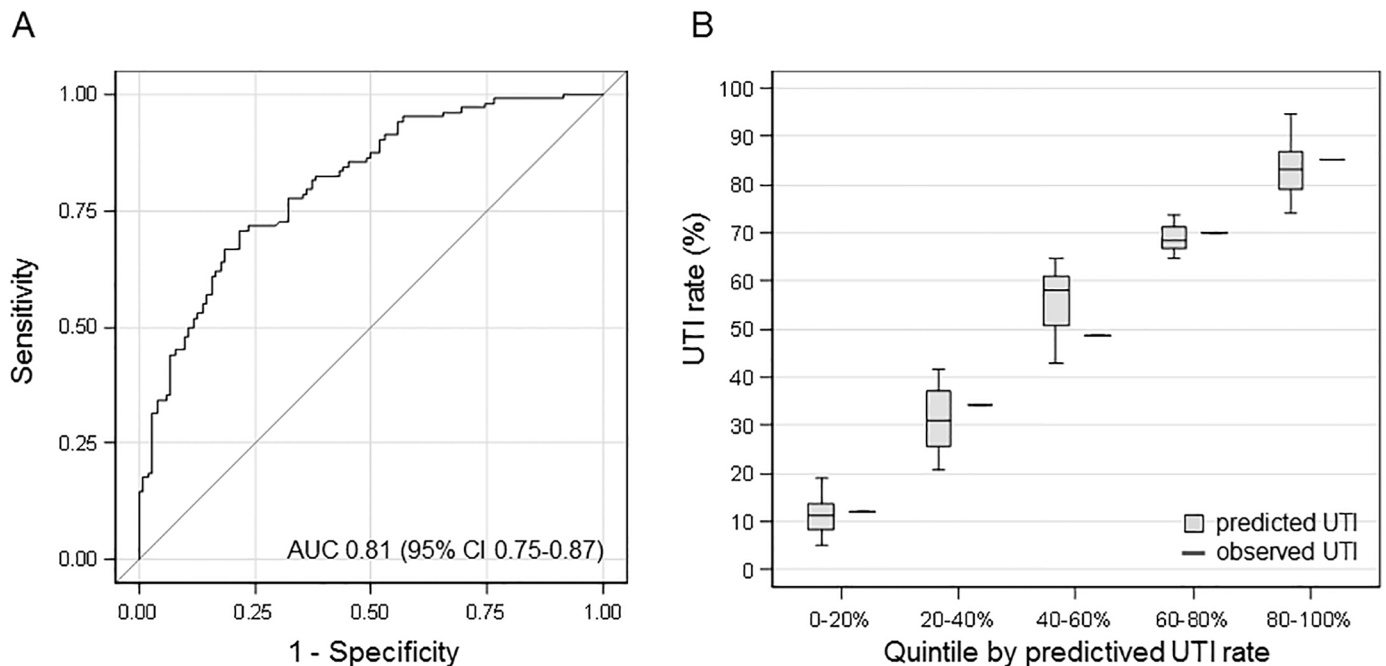 A
1.00
0.75
0.50
0.25
0.00
Sensitivity
AUC 0.81 (95% CI 0.75-0.87)
0.00 0.25 0.50 0.75 1.00
1 - Specificity
B
100
90
80
70
60
50
40
30
20
10
0
UTI rate (%)
predicted UTI
observed UTI
0-20% 20-40% 40-60% 60-80% 80-100%
Quintile by predictived UTI rate